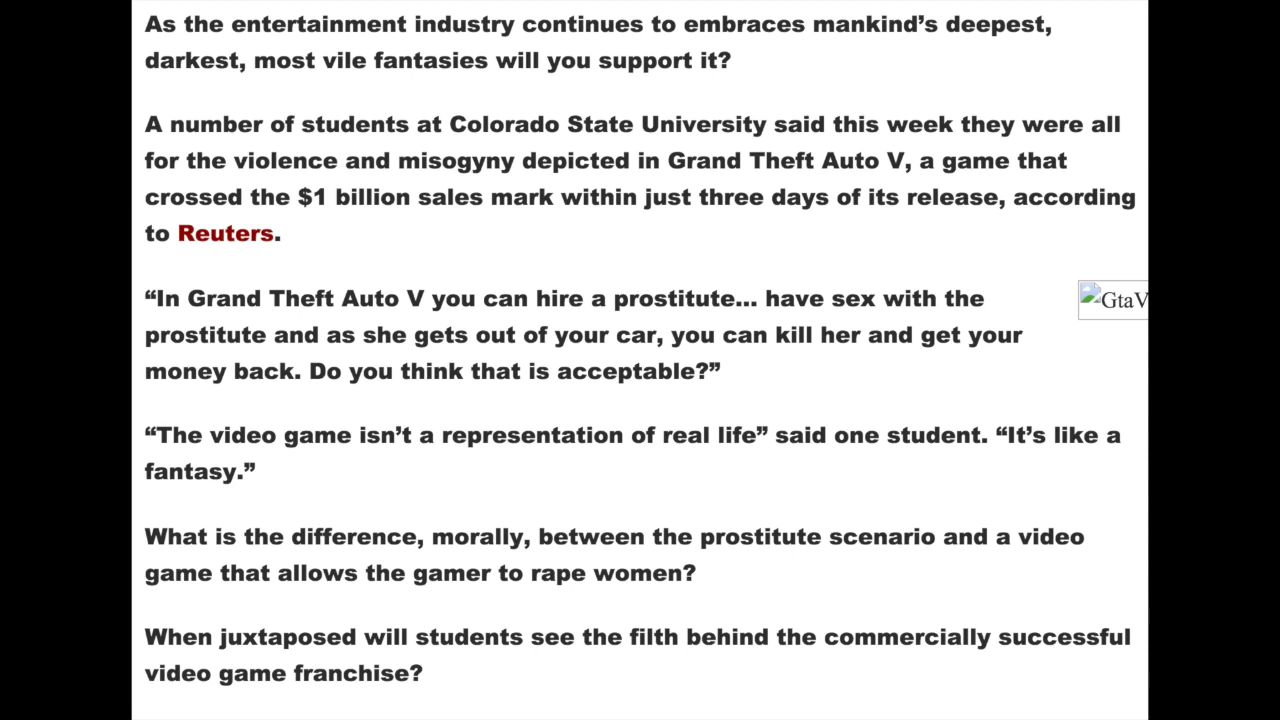 As the entertainment industry continues to embraces mankind’s deepest,
darkest, most vile fantasies will you support it?
A number of students at Colorado State University said this week they were all
for the violence and misogyny depicted in Grand Theft Auto V, a game that
crossed the $1 billion sales mark within just three days of its release, according
to Reuters.
“In Grand Theft Auto V you can hire a prostitute… have sex with the
GtaV
prostitute and as she gets out of your car, you can kill her and get your
money back. Do you think that is acceptable?”
“The video game isn’t a representation of real life” said one student. “It’s like a
fantasy.”
What is the difference, morally, between the prostitute scenario and a video
game that allows the gamer to rape women?
When juxtaposed will students see the filth behind the commercially successful
video game franchise?